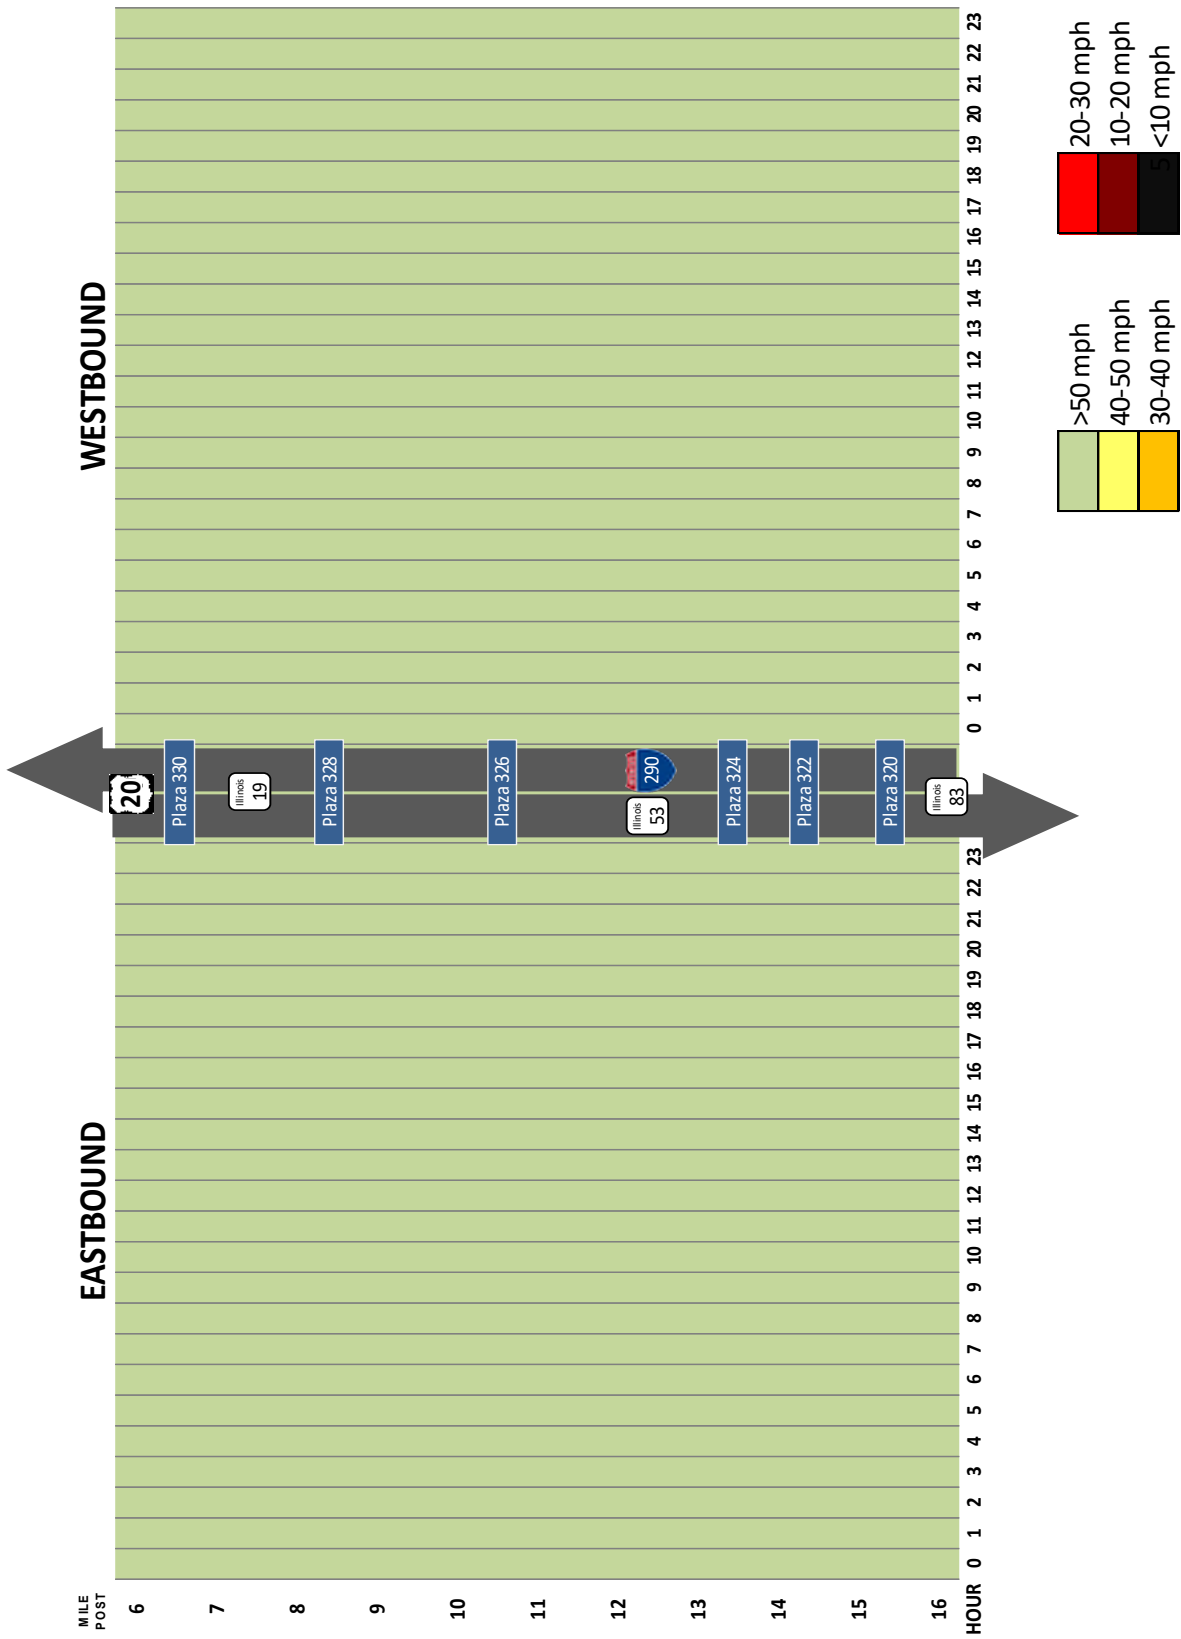 EASTBOUND
WESTBOUND
MILE
POST
6
7
8
9
10
11
12
13
14
15
16
20
Plaza 330
Illinois
19
Plaza 328
Plaza 326
Illinois
53
290
Plaza 324
Plaza 322
Plaza 320
Illinois
83
HOUR 0 1 2 3 4 5 6 7 8 9 10 11 12 13 14 15 16 17 18 19 20 21 22 23 0 1 2 3 4 5 6 7 8 9 10 11 12 13 14 15 16 17 18 19 20 21 22 23
>50 mph
40-50 mph
30-40 mph
20-30 mph
10-20 mph
<10 mph
5